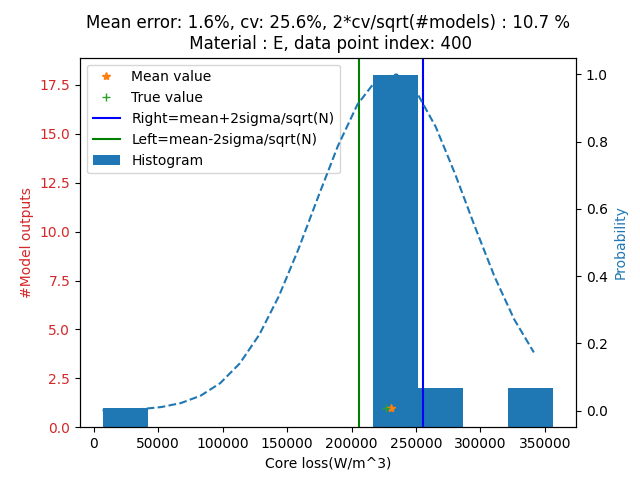 Mean error: 1.6%, cv: 25.6%, 2*cv/sqrt(#models) : 10.7 %
Material : E, data point index: 400
Mean value
True value
Right=mean+2sigma/sqrt(N)
Left=mean-2sigma/sqrt(N)
Histogram
17.5
15.0
12.5
10.0
7.5
5.0
2.5
0.0
#Model outputs
1.0
0.8
0.6
0.4
0.2
0.0
Probability
0 50000 100000 150000 200000 250000 300000 350000
Core loss(W/m^3)